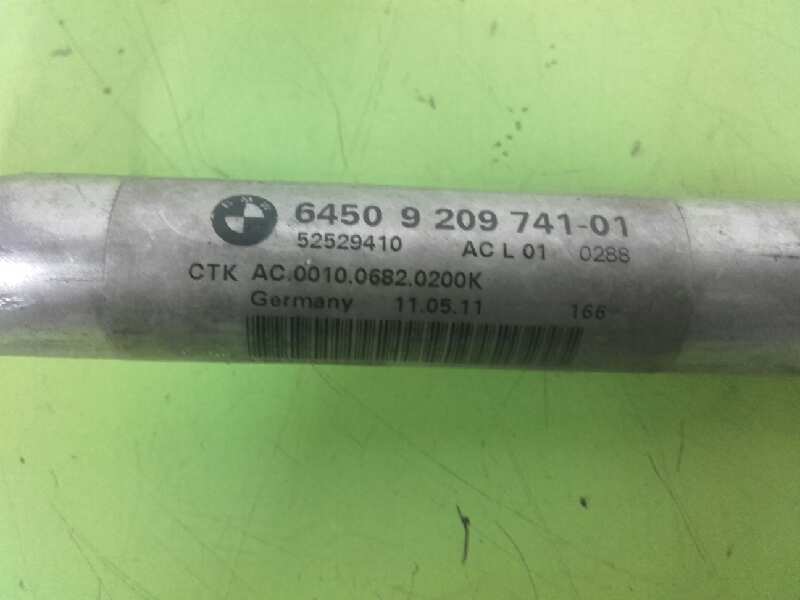 BMW 6450 9 209 741-01
52529410 AC L 01 0288
CTK AC.0010.0682.0200K
Germany 11.05.11 166